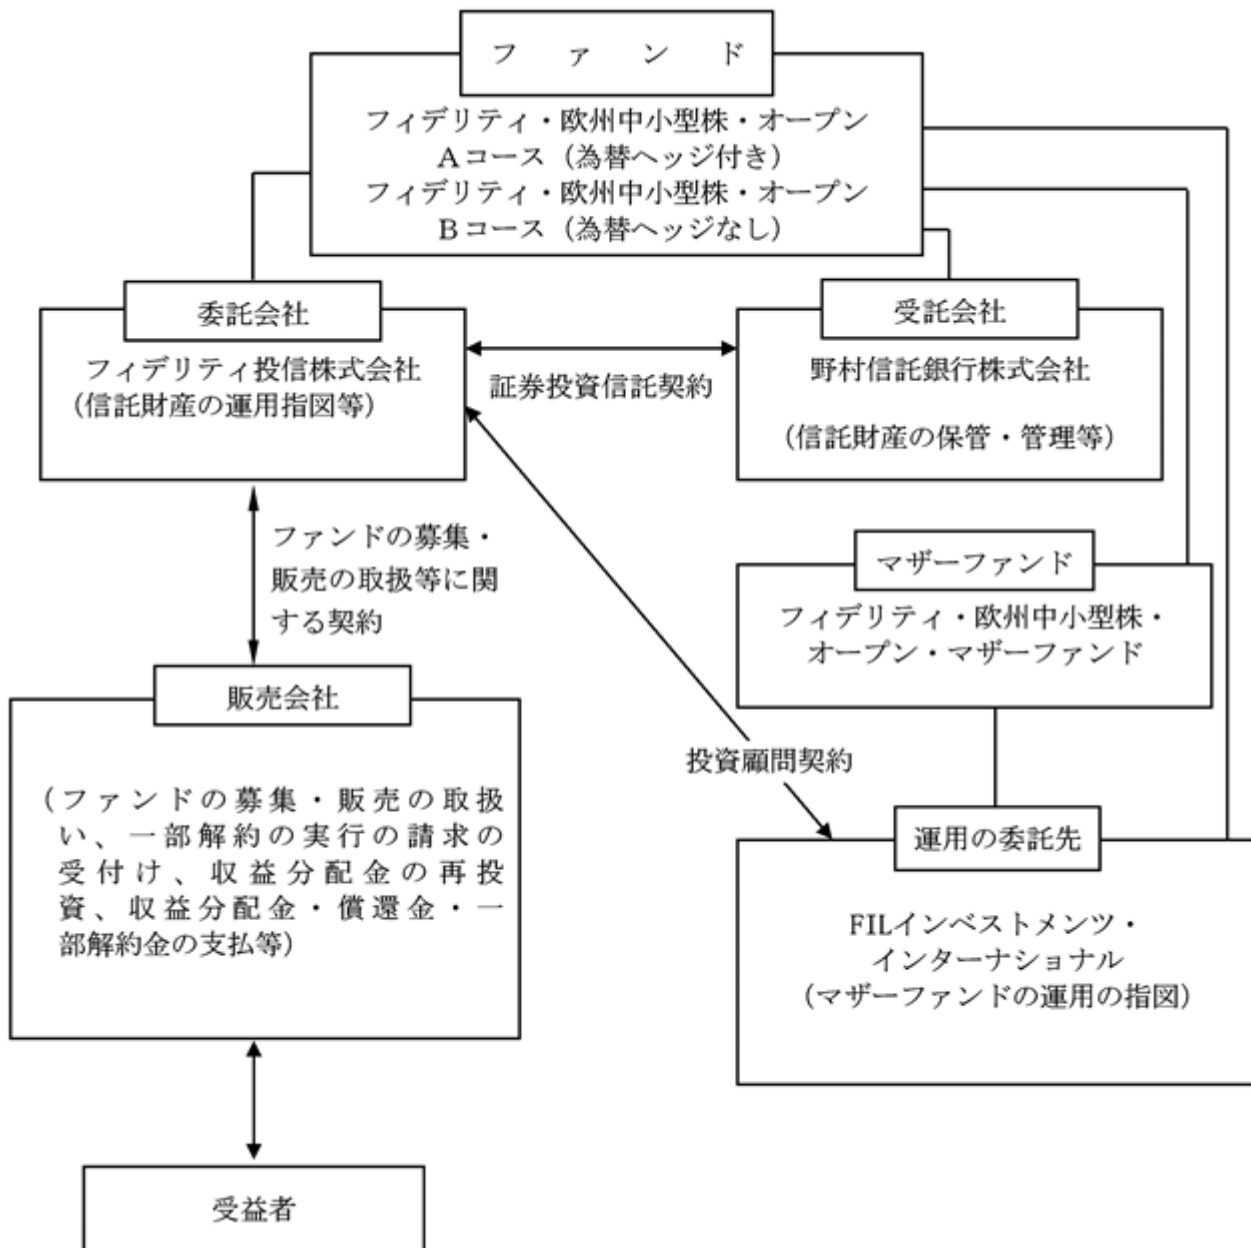 ファンド
フィデリティ・欧州中小型株・オープン
Aコース（為替ヘッジ付き）
フィデリティ・欧州中小型株・オープン
Bコース（為替ヘッジなし）
委託会社
フィデリティ投信株式会社
（信託財産の運用指図等）
証券投資信託契約
受託会社
野村信託銀行株式会社
（信託財産の保管・管理等）
ファンドの募集・
販売の取扱等に関
する契約
マザーファンド
フィデリティ・欧州中小型株・
オープン・マザーファンド
販売会社
（ファンドの募集・販売の取扱
い、一部解約の実行の請求の
受付け、収益分配金の再投
資、収益分配金・償還金・一
部解約金の支払等）
投資顧問契約
運用の委託先
FILインベストメンツ・
インターナショナル
（マザーファンドの運用の指図）
受益者